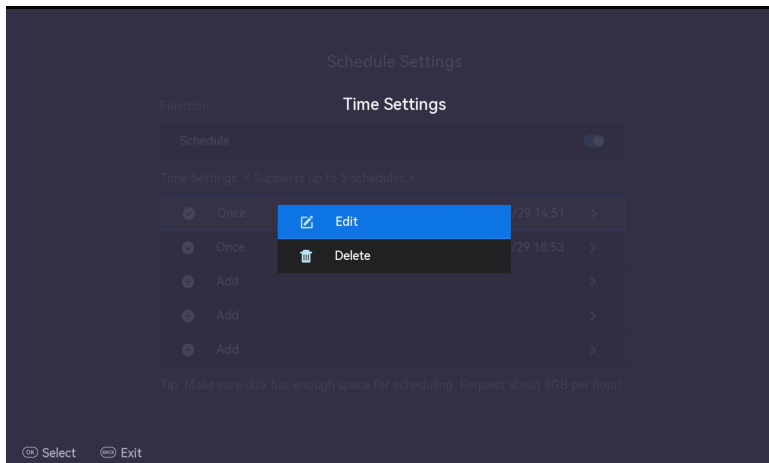 Schedule Settings
Time Settings
Function
Schedule
Time Settings < Supports up to 5 schedules >
Once /29 14:51
Edit
Once /29 18:53
Delete
Add
Add
Add
Tip: Make sure disk has enough space for scheduling. Request about 8GB per hour!
OK Select BACK Exit